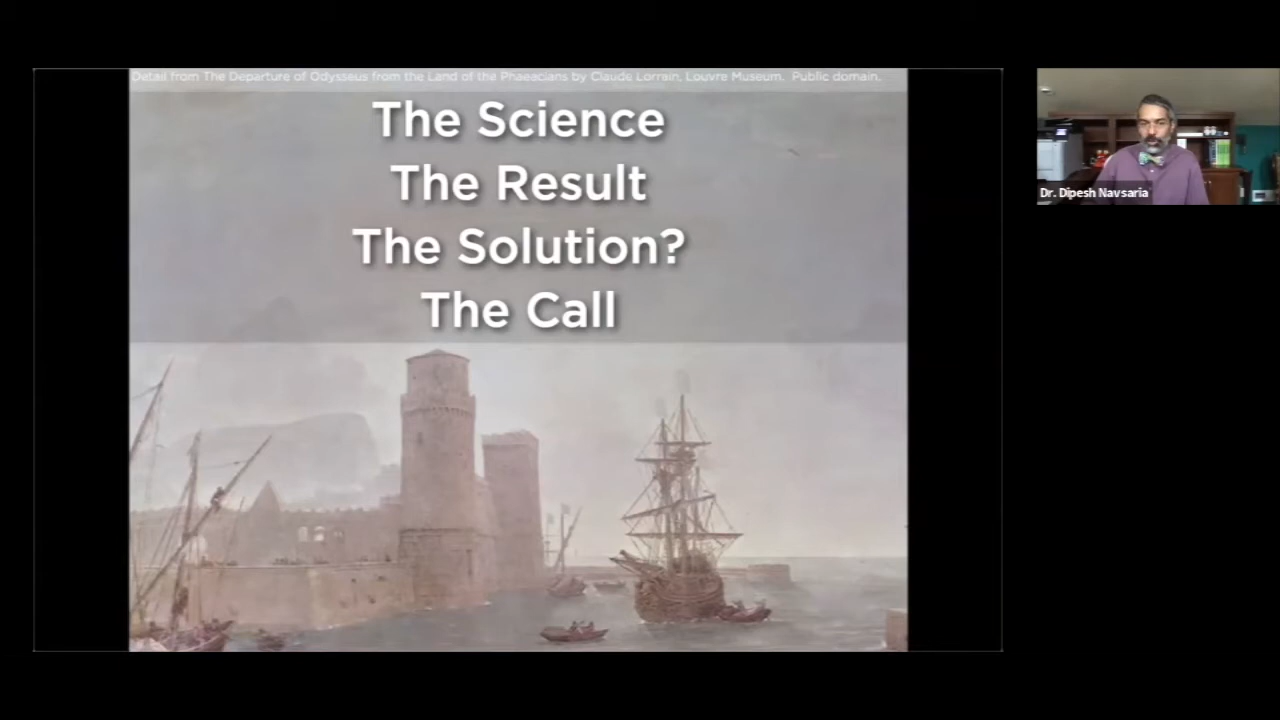 Detail from The Departure of Odysseus from the Land of the Phaeacians by Claude Lorrain, Louvre Museum. Public domain.
The Science
The Result
The Solution?
The Call
Dr. Dipesh Navsaria